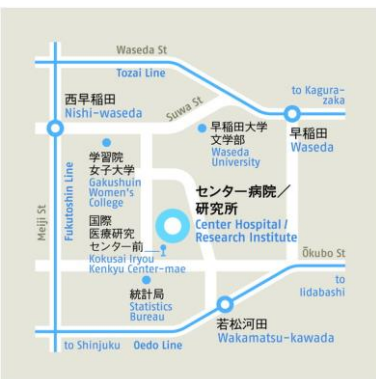 Waseda St
Tozai Line
to Kagura-
zaka
西早稲田
Nishi-waseda
Suwa St
早稲田大学
文学部
Waseda
University
早稲田
Waseda
学習院
女子大学
Gakushuin
Women's
College
センター病院／
研究所
Center Hospital /
Research Institute
Meiji St
Fukutoshin Line
国際
医療研究
センター前
Kokusai Iryou
Kenkyu Center-mae
Ōkubo St
to
Iidabashi
統計局
Statistics
Bureau
若松河田
Wakamatsu-kawada
to Shinjuku
Oedo Line